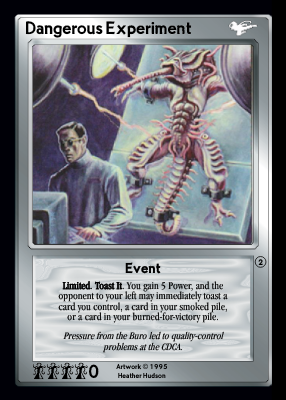 Dangerous Experiment
Event
②
Limited. Toast It. You gain 5 Power, and the
opponent to your left may immediately toast a
card you control, a card in your smoked pile,
or a card in your burned-for-victory pile.
Pressure from the Buro led to quality-control
problems at the CDCA.
0
Artwork © 1995
Heather Hudson